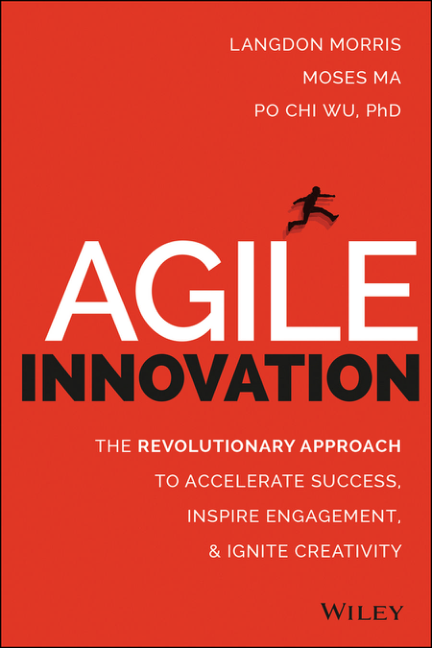 LANGDON MORRIS
MOSES MA
PO CHI WU, PhD
AGILE
INNOVATION
THE REVOLUTIONARY APPROACH
TO ACCELERATE SUCCESS,
INSPIRE ENGAGEMENT,
& IGNITE CREATIVITY
WILEY